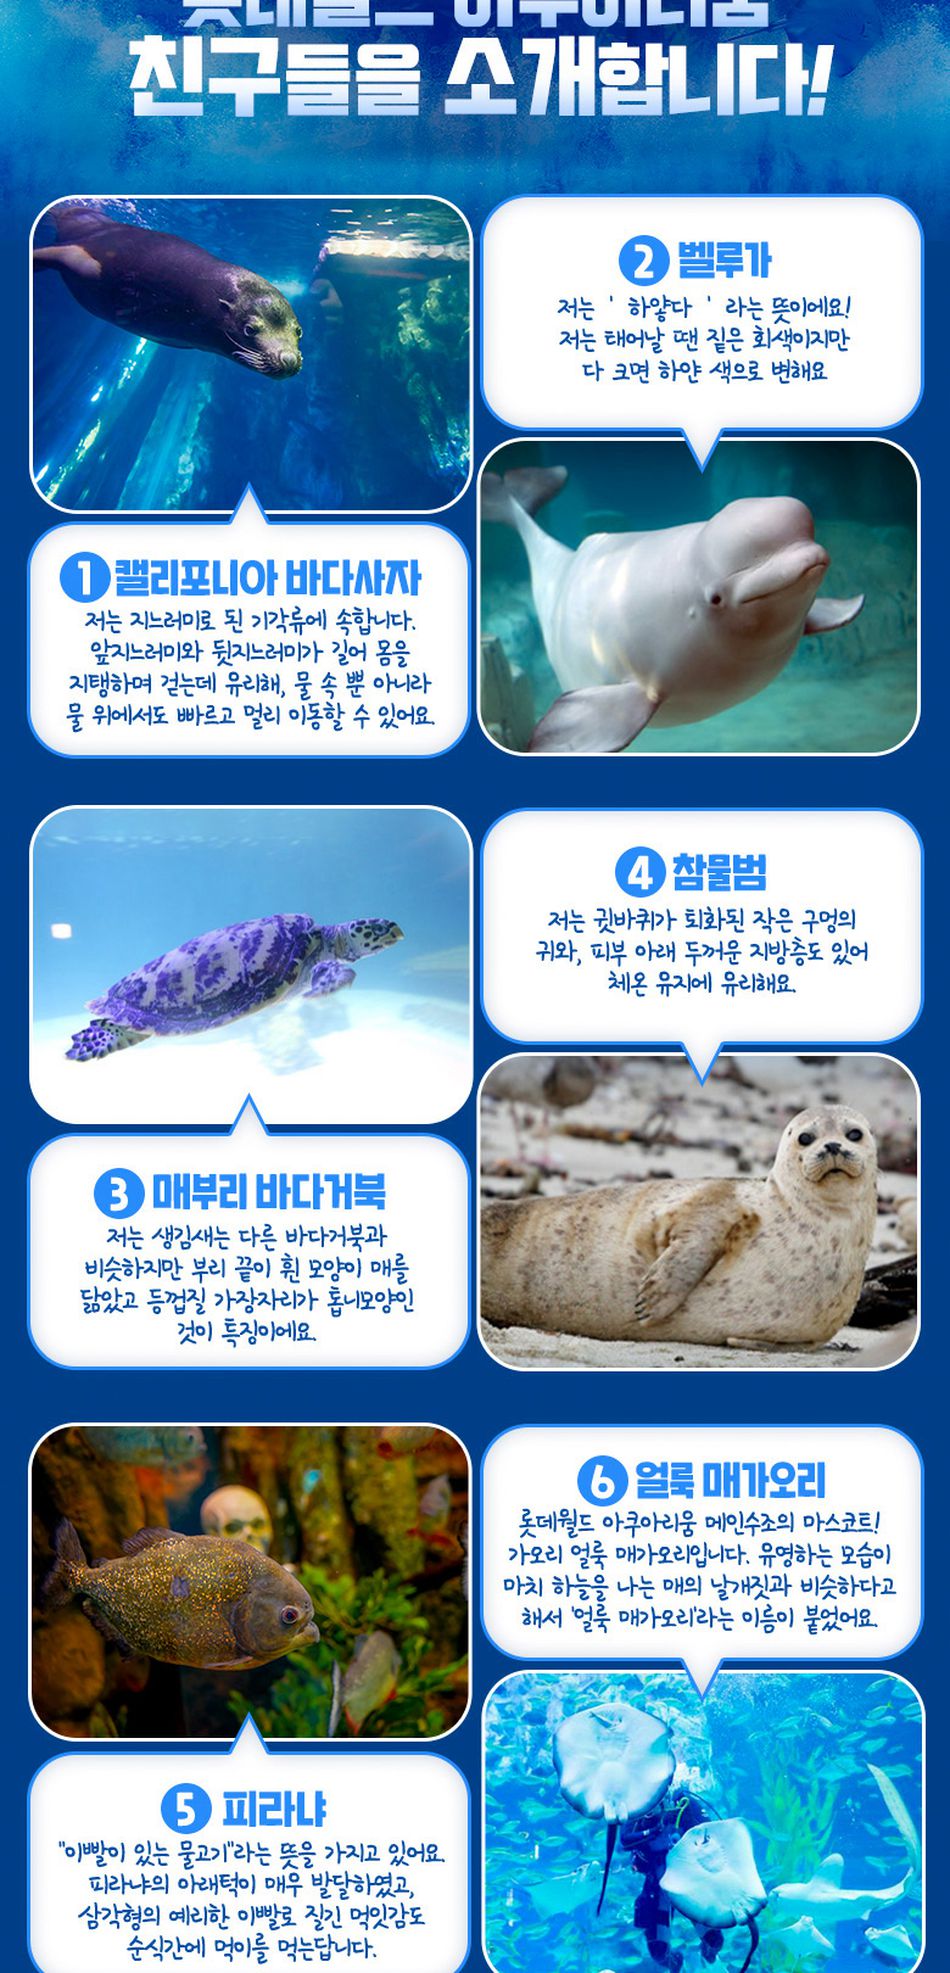 롯데월드 아쿠아리움
친구들을 소개합니다!
1 캘리포니아 바다사자
저는 지느러미로 된 기각류에 속합니다.
앞지느러미와 뒷지느러미가 길어 몸을
지탱하며 걷는데 유리해, 물 속 뿐 아니라
물 위에서도 빠르고 멀리 이동할 수 있어요.
2 벨루가
저는 ' 하얗다 ' 라는 뜻이에요!
저는 태어날 땐 짙은 회색이지만
다 크면 하얀 색으로 변해요
3 매부리 바다거북
저는 생김새는 다른 바다거북과
비슷하지만 부리 끝이 휜 모양이 매를
닮았고 등껍질 가장자리가 톱니모양인
것이 특징이에요.
4 참물범
저는 귓바퀴가 퇴화된 작은 구멍의
귀와, 피부 아래 두꺼운 지방층도 있어
체온 유지에 유리해요.
5 피라냐
"이빨이 있는 물고기"라는 뜻을 가지고 있어요.
피라냐의 아래턱이 매우 발달하였고,
삼각형의 예리한 이빨로 질긴 먹잇감도
순식간에 먹이를 먹는답니다.
6 얼룩 매가오리
롯데월드 아쿠아리움 메인수조의 마스코트!
가오리 얼룩 매가오리입니다. 유영하는 모습이
마치 하늘을 나는 매의 날개짓과 비슷하다고
해서 '얼룩 매가오리'라는 이름이 붙었어요.